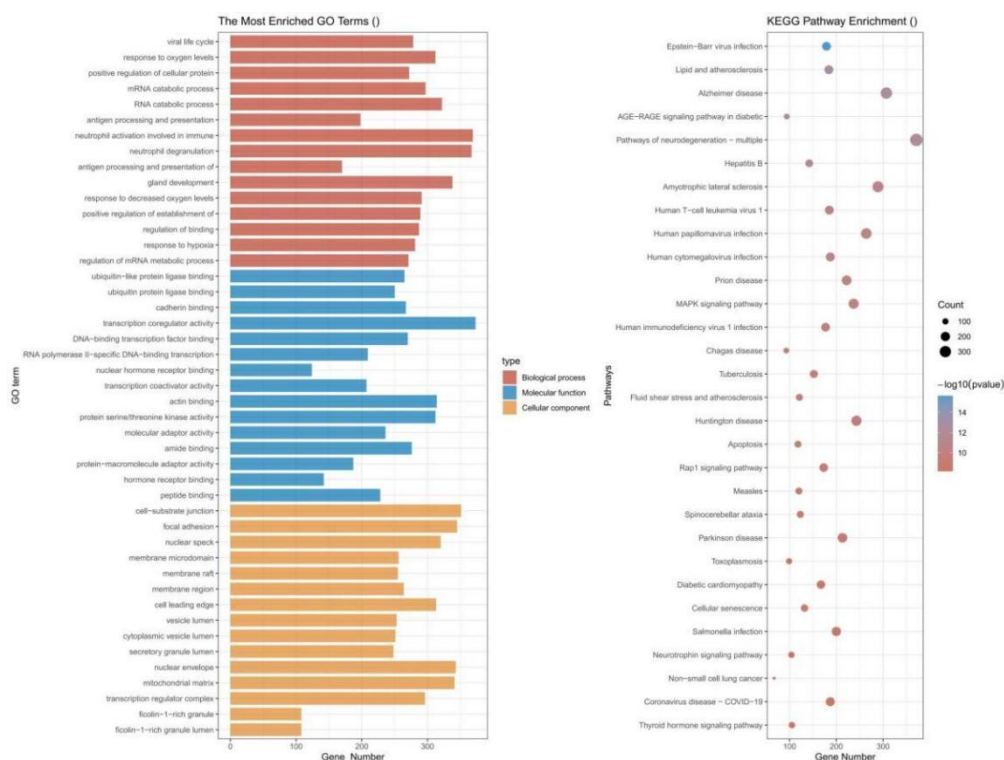 The Most Enriched GO Terms ()
viral life cycle
response to oxygen levels
positive regulation of cellular protein
mRNA catabolic process
RNA catabolic process
antigen processing and presentation
neutrophil activation involved in immune
neutrophil degranulation
antigen processing and presentation of
gland development
response to decreased oxygen levels
positive regulation of establishment of
regulation of binding
response to hypoxia
regulation of mRNA metabolic process
ubiquitin−like protein ligase binding
ubiquitin protein ligase binding
cadherin binding
transcription coregulator activity
DNA−binding transcription factor binding
RNA polymerase II−specific DNA−binding transcription
nuclear hormone receptor binding
transcription coactivator activity
actin binding
protein serine/threonine kinase activity
molecular adaptor activity
amide binding
protein−macromolecule adaptor activity
hormone receptor binding
peptide binding
cell−substrate junction
focal adhesion
nuclear speck
membrane microdomain
membrane raft
membrane region
cell leading edge
vesicle lumen
cytoplasmic vesicle lumen
secretory granule lumen
nuclear envelope
mitochondrial matrix
transcription regulator complex
ficolin−1−rich granule
ficolin−1−rich granule lumen
GO term
0 100 200 300
Gene_Number
type
Biological process
Molecular function
Cellular component
KEGG Pathway Enrichment ()
Epstein−Barr virus infection
Lipid and atherosclerosis
Alzheimer disease
AGE−RAGE signaling pathway in diabetic
Pathways of neurodegeneration − multiple
Hepatitis B
Amyotrophic lateral sclerosis
Human T−cell leukemia virus 1
Human papillomavirus infection
Human cytomegalovirus infection
Prion disease
MAPK signaling pathway
Human immunodeficiency virus 1 infection
Chagas disease
Tuberculosis
Fluid shear stress and atherosclerosis
Huntington disease
Apoptosis
Rap1 signaling pathway
Measles
Spinocerebellar ataxia
Parkinson disease
Toxoplasmosis
Diabetic cardiomyopathy
Cellular senescence
Salmonella infection
Neurotrophin signaling pathway
Non−small cell lung cancer
Coronavirus disease − COVID−19
Thyroid hormone signaling pathway
Pathways
100 200 300
Gene Number
Count
100
200
300
−log10(pvalue)
14
12
10